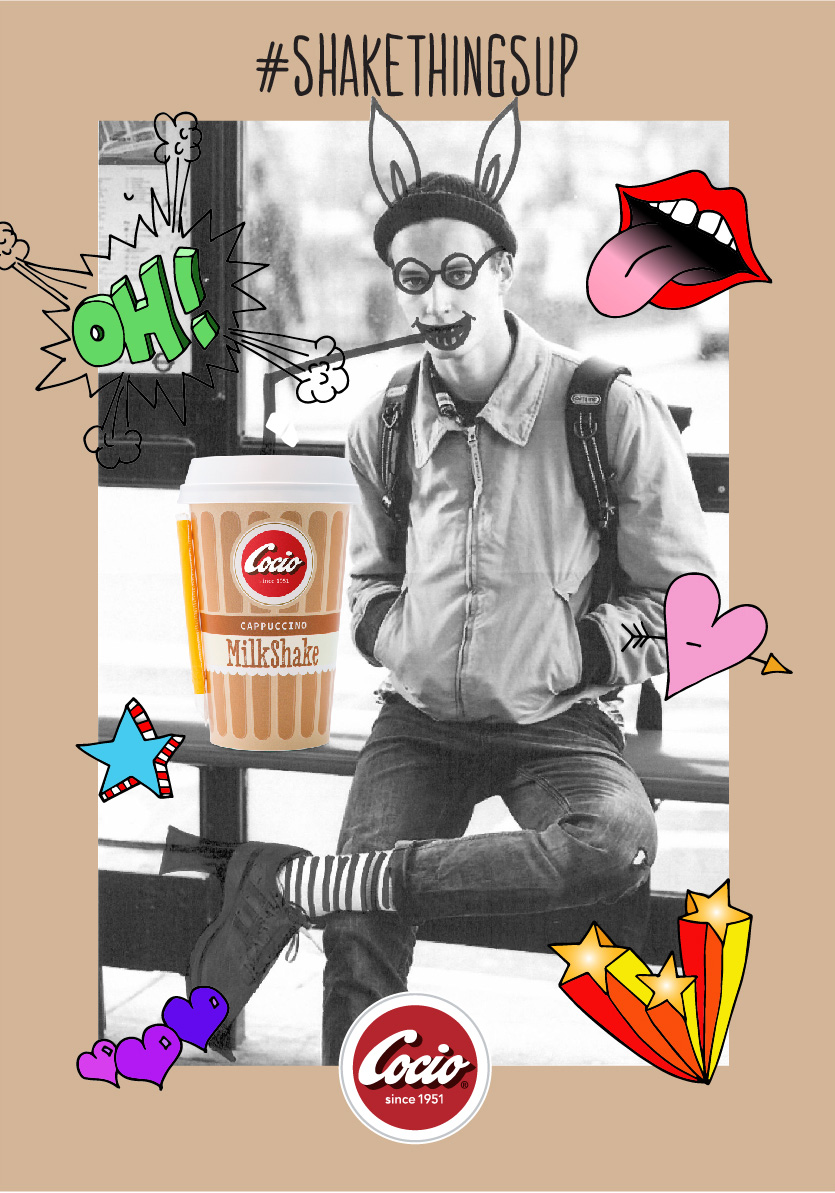 #SHAKETHINGSUP
OH!
Cocio
since 1951
CAPPUCCINO
MilkShake
Cocio®
since 1951